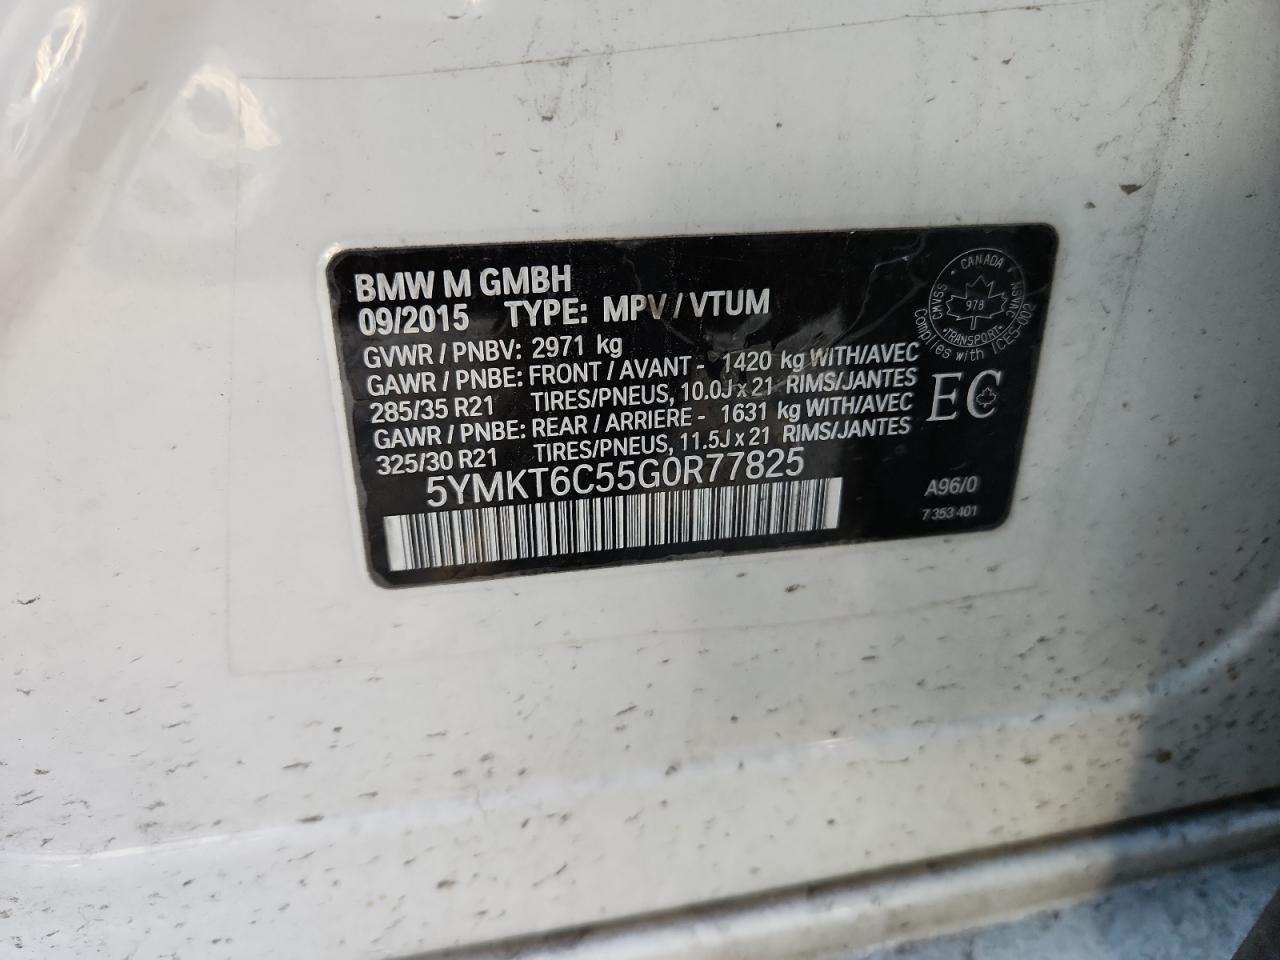 BMW M GMBH
09/2015 TYPE: MPV / VTUM
GVWR / PNBV: 2971 kg
GAWR / PNBE: FRONT / AVANT - 1420 kg WITH/AVEC
285/35 R21 TIRES/PNEUS, 10.0J x 21 RIMS/JANTES
GAWR / PNBE: REAR / ARRIERE - 1631 kg WITH/AVEC
325/30 R21 TIRES/PNEUS, 11.5J x 21 RIMS/JANTES
5YMKT6C55G0R77825
CANADA
CMVSS
NSVAC
978
TRANSPORT
Complies with ICES-002
EC
A96/0
7 353 401